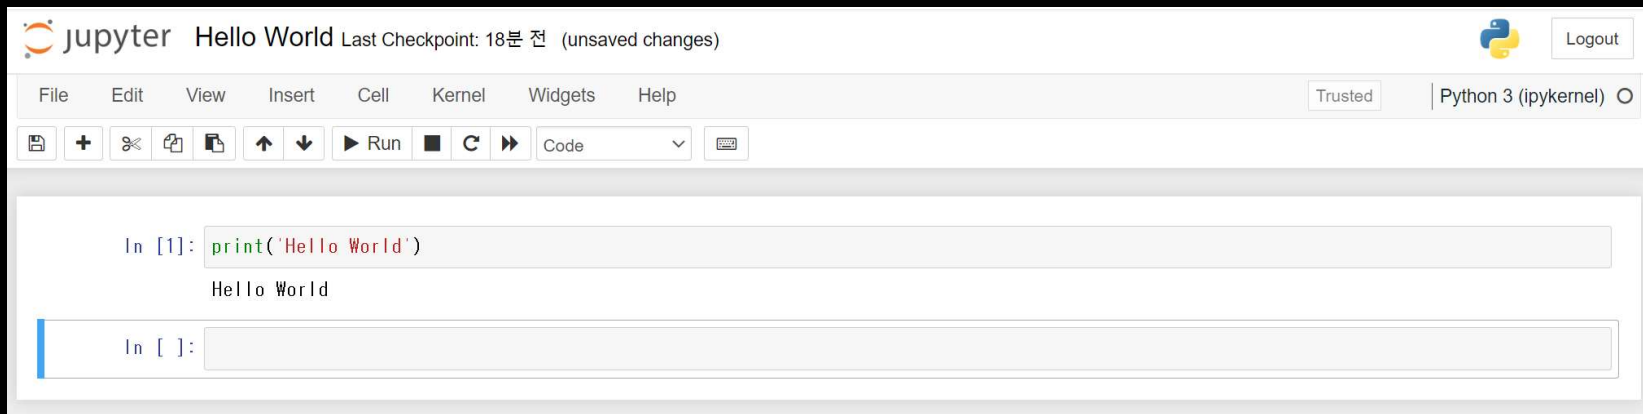 jupyter Hello World Last Checkpoint: 18분 전 (unsaved changes) Logout
File Edit View Insert Cell Kernel Widgets Help Trusted Python 3 (ipykernel)
Run Code
In [1]: print('Hello World')
Hello World
In [ ]: